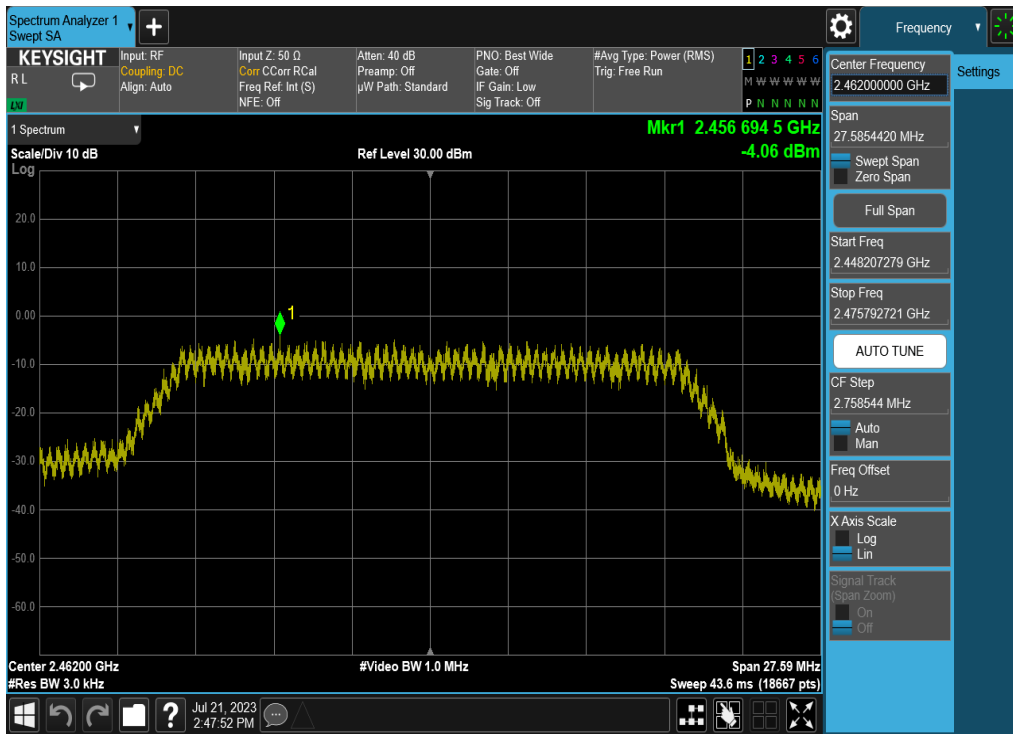 Spectrum Analyzer 1
Swept SA
+
Frequency
KEYSIGHT
R L
LXI
Input: RF
Coupling: DC
Align: Auto
Input Z: 50 Ω
Corr CCorr RCal
Freq Ref: Int (S)
NFE: Off
Atten: 40 dB
Preamp: Off
µW Path: Standard
PNO: Best Wide
Gate: Off
IF Gain: Low
Sig Track: Off
#Avg Type: Power (RMS)
Trig: Free Run
1 2 3 4 5 6
M W W W W W
P N N N N N
Center Frequency
2.462000000 GHz
Settings
1 Spectrum
Mkr1 2.456 694 5 GHz
-4.06 dBm
Scale/Div 10 dB
Ref Level 30.00 dBm
Log
20.0
10.0
0.00
-10.0
-20.0
-30.0
-40.0
-50.0
-60.0
1
Center 2.46200 GHz
#Video BW 1.0 MHz
Span 27.59 MHz
#Res BW 3.0 kHz
Sweep 43.6 ms (18667 pts)
Span
27.5854420 MHz
Swept Span
Zero Span
Full Span
Start Freq
2.448207279 GHz
Stop Freq
2.475792721 GHz
AUTO TUNE
CF Step
2.758544 MHz
Auto
Man
Freq Offset
0 Hz
X Axis Scale
Log
Lin
Signal Track
(Span Zoom)
On
Off
?
Jul 21, 2023
2:47:52 PM